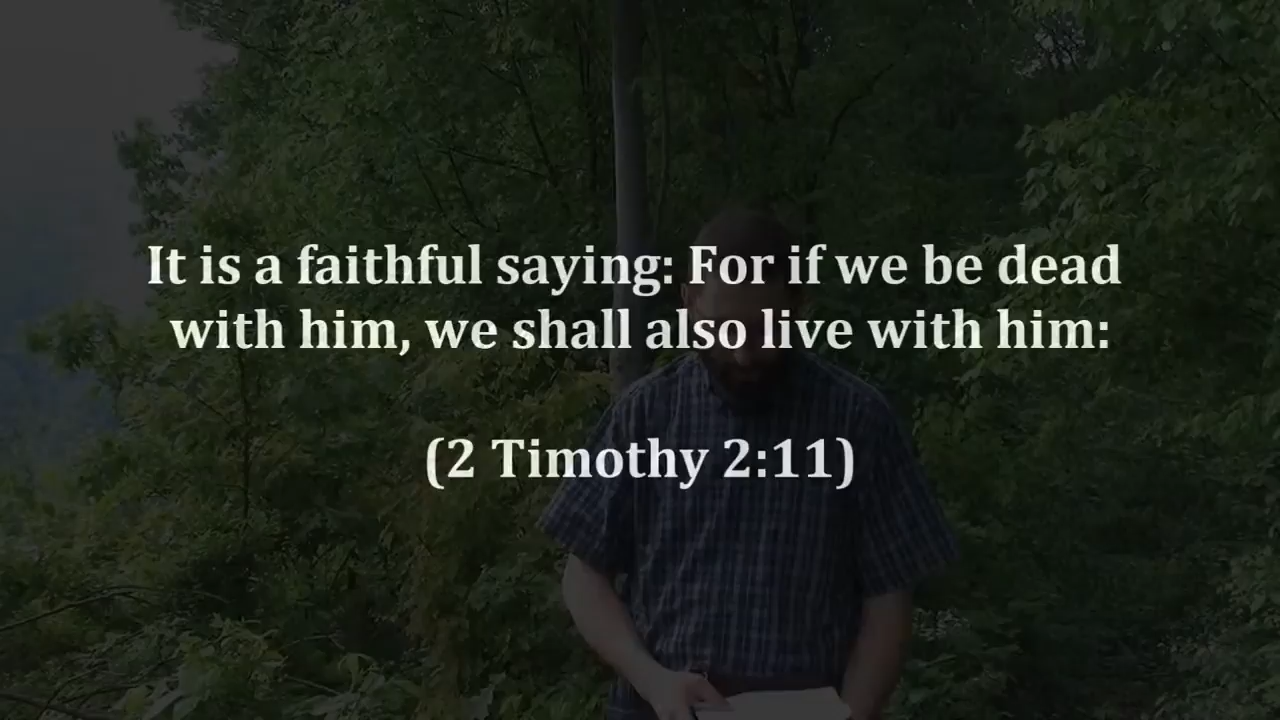 It is a faithful saying: For if we be dead
with him, we shall also live with him:
(2 Timothy 2:11)